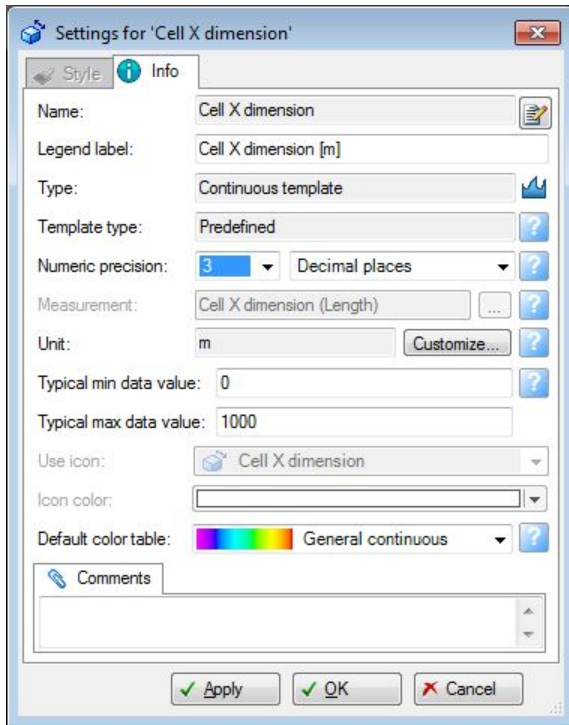 Settings for 'Cell X dimension'
Style Info
Name: Cell X dimension
Legend label: Cell X dimension [m]
Type: Continuous template
Template type: Predefined
Numeric precision: 3 Decimal places
Measurement: Cell X dimension (Length) ...
Unit: m Customize...
Typical min data value: 0
Typical max data value: 1000
Use icon: Cell X dimension
Icon color:
Default color table: General continuous
Comments
Apply OK Cancel